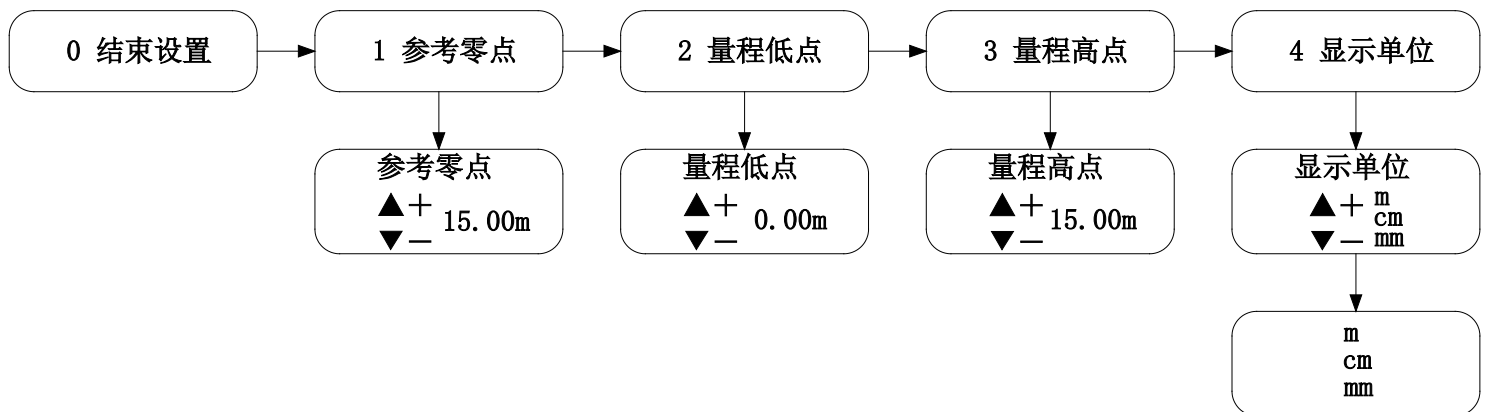 0 结束设置
1 参考零点
2 量程低点
3 量程高点
4 显示单位
参考零点
▲+
15.00m
▼-
量程低点
▲+
0.00m
▼-
量程高点
▲+
15.00m
▼-
显示单位
▲+ m
cm
▼- mm
m
cm
mm